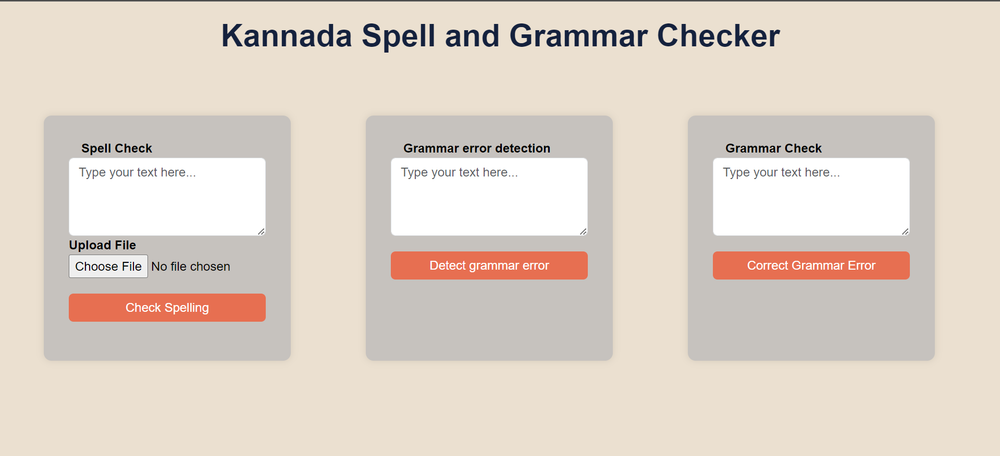 Kannada Spell and Grammar Checker
Spell Check
Type your text here...
Upload File
Choose File No file chosen
Check Spelling
Grammar error detection
Type your text here...
Detect grammar error
Grammar Check
Type your text here...
Correct Grammar Error